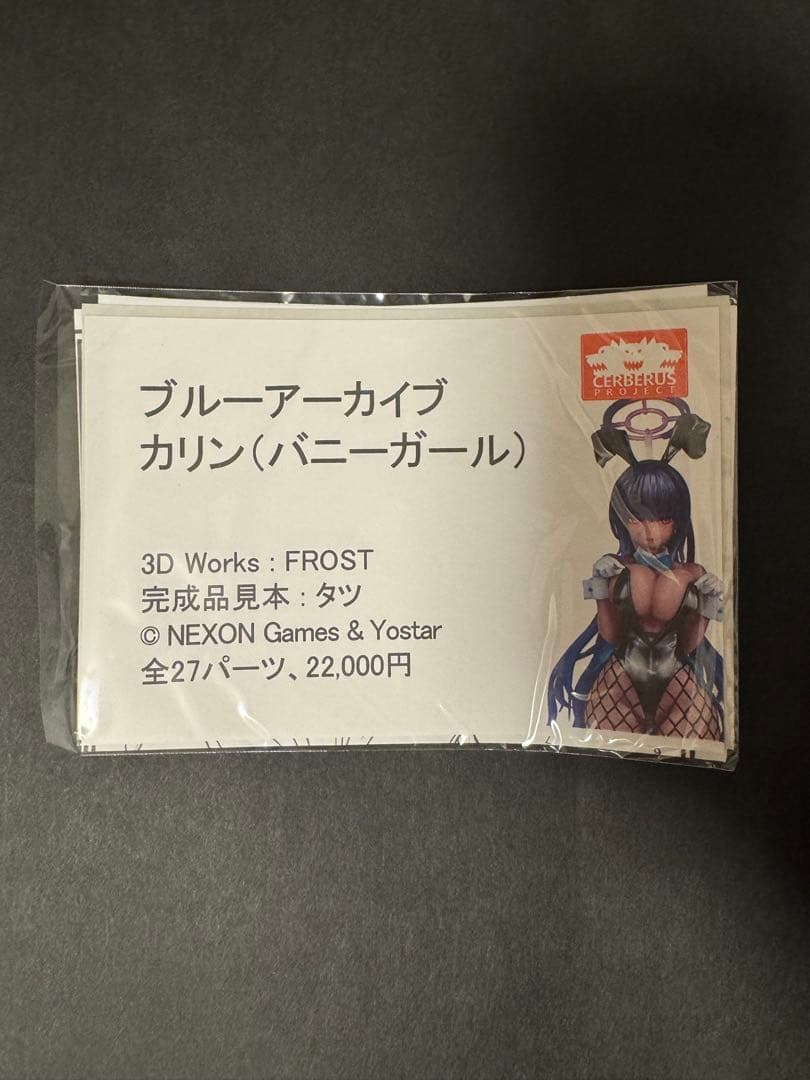 ブルーアーカイブ
カリン（バニーガール）
3D Works : FROST
完成品見本 : タツ
© NEXON Games & Yostar
全27パーツ、22,000円
CERBERUS
PROJECT